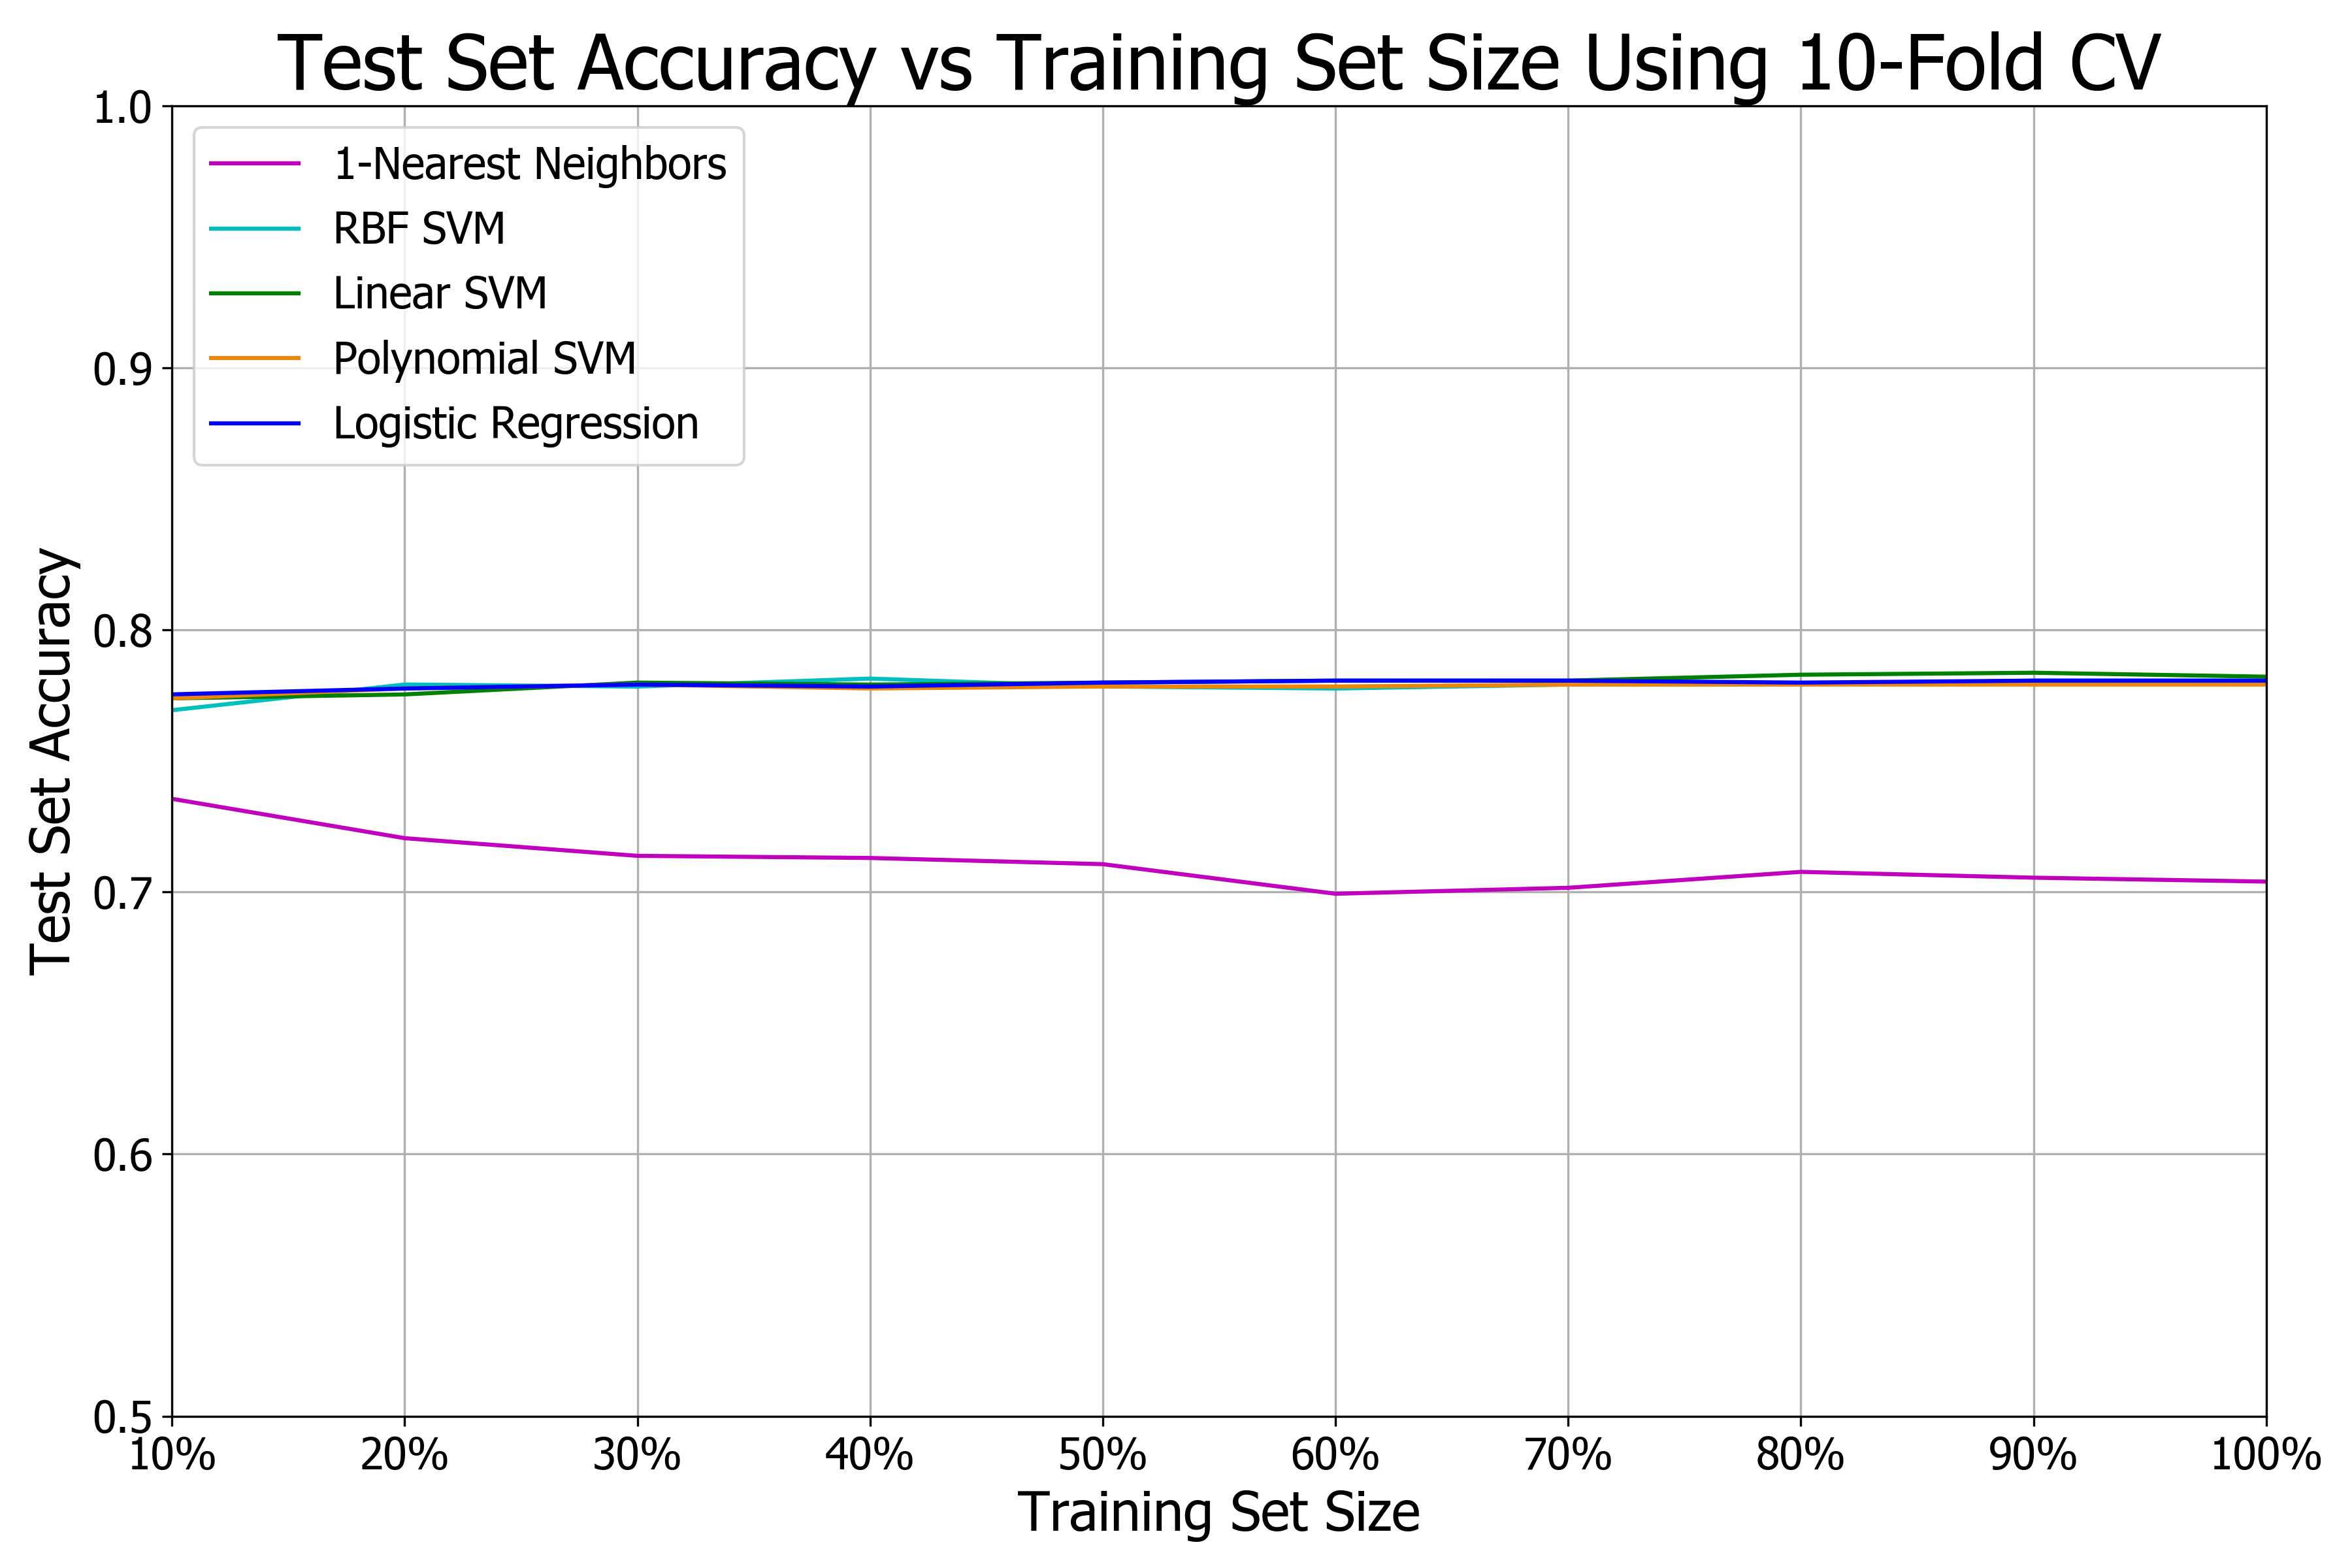 Test Set Accuracy vs Training Set Size Using 10-Fold CV
1.0
0.9
0.8
0.7
0.6
0.5
Test Set Accuracy
1-Nearest Neighbors
RBF SVM
Linear SVM
Polynomial SVM
Logistic Regression
10% 20% 30% 40% 50% 60% 70% 80% 90% 100%
Training Set Size